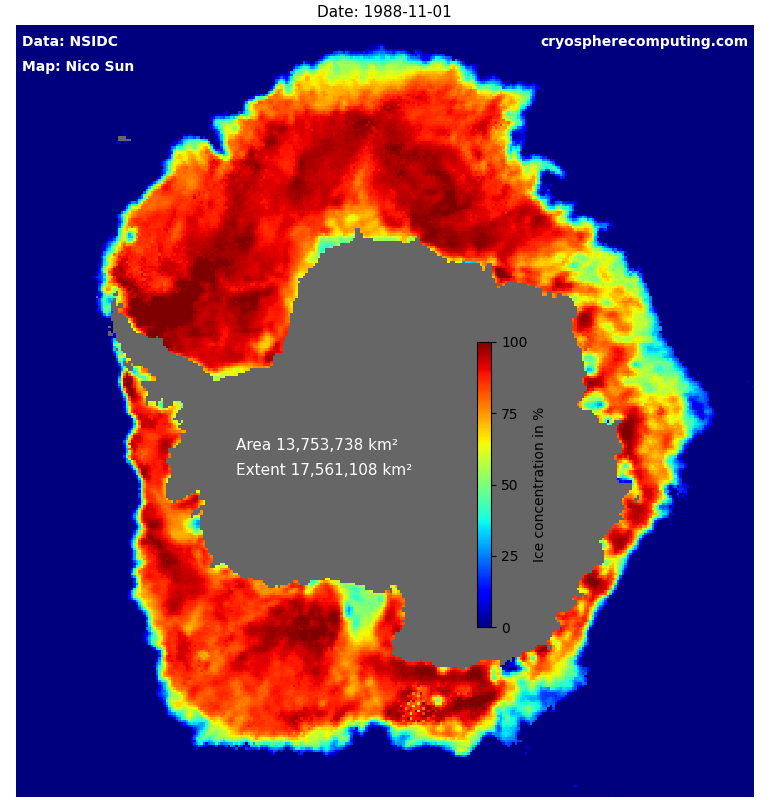 Date: 1988-11-01
Data: NSIDC
cryospherecomputing.com
Map: Nico Sun
100
75
50
25
0
Ice concentration in %
Area 13,753,738 km²
Extent 17,561,108 km²